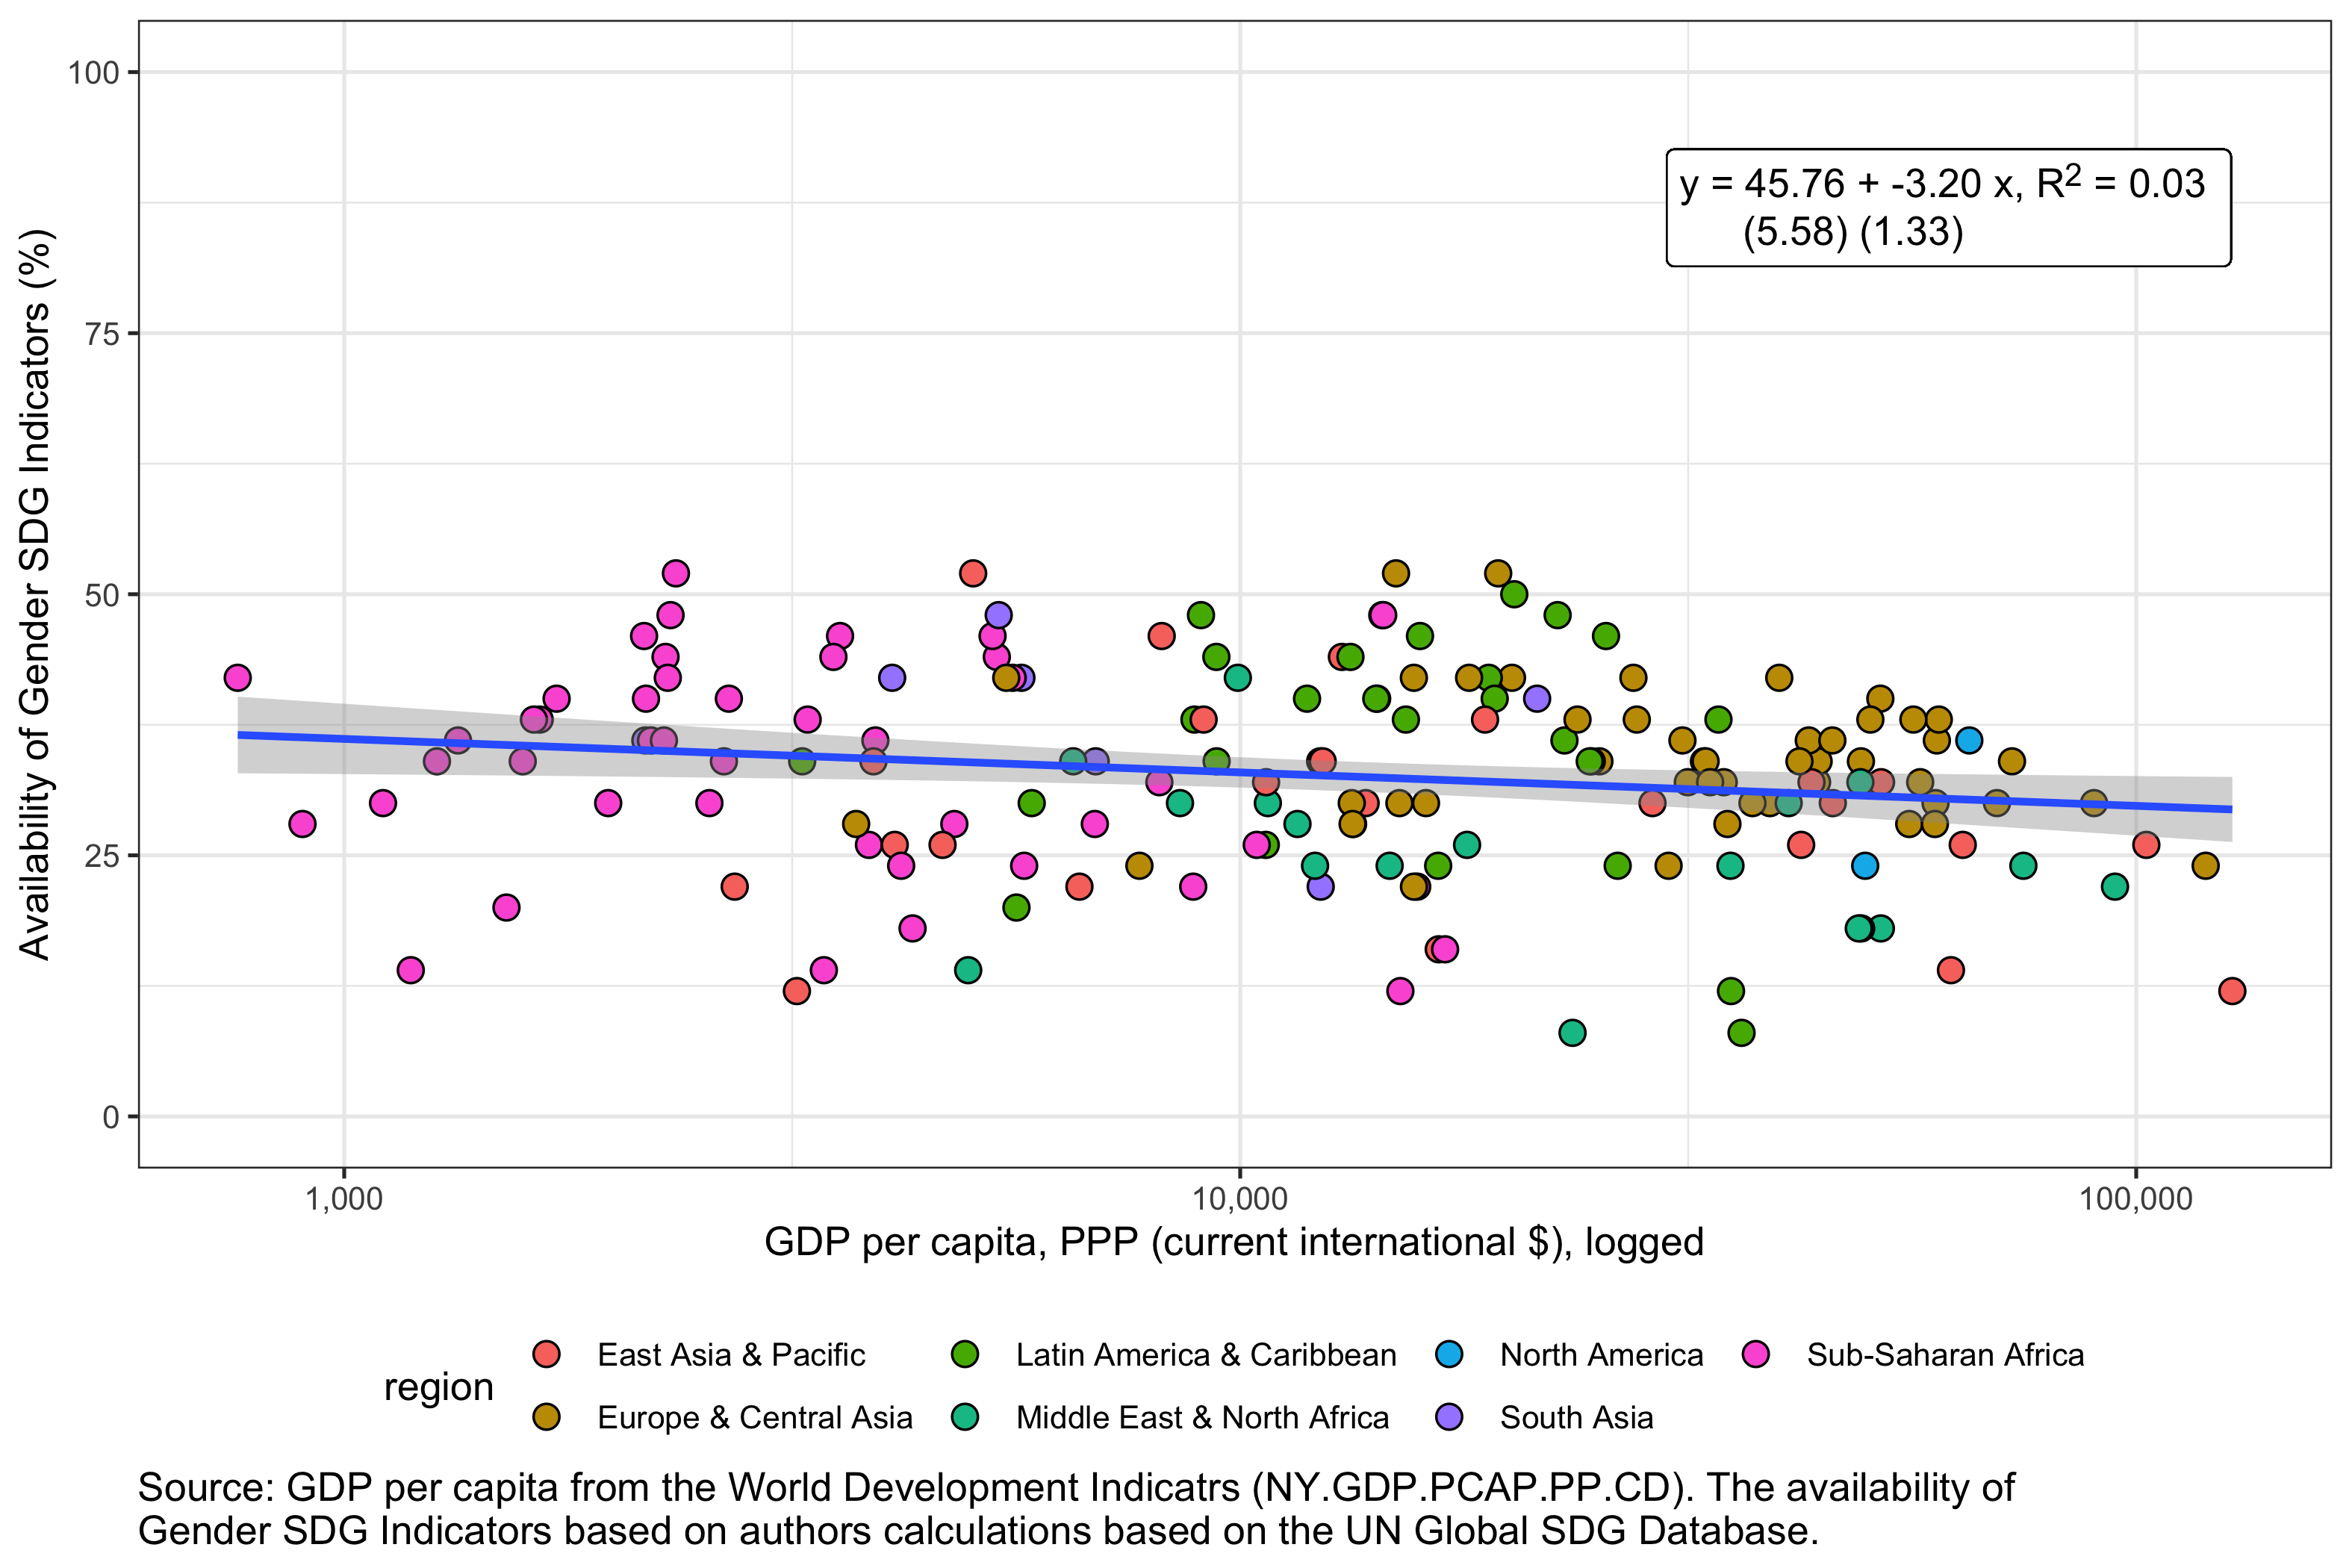 Availability of Gender SDG Indicators (%)
100
75
50
25
0
y = 45.76 + -3.20 x, R² = 0.03
(5.58) (1.33)
1,000 10,000 100,000
GDP per capita, PPP (current international $), logged
region
East Asia & Pacific Latin America & Caribbean North America Sub-Saharan Africa
Europe & Central Asia Middle East & North Africa South Asia
Source: GDP per capita from the World Development Indicatrs (NY.GDP.PCAP.PP.CD). The availability of
Gender SDG Indicators based on authors calculations based on the UN Global SDG Database.